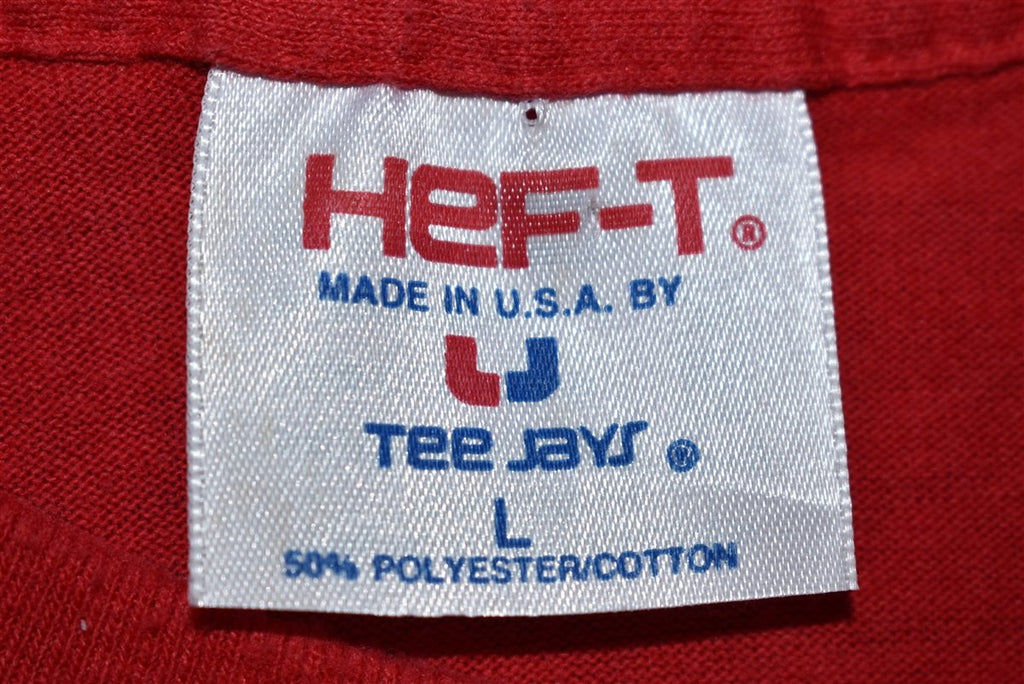 HeF-T®
MADE IN U.S.A. BY
TEE JAYS ®
L
50% POLYESTER/COTTON